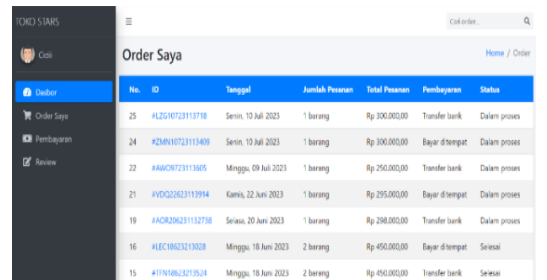 TOKO STARS
Cari order...
Order Saya
Home / Order
Dasbor
Order Saya
Pembayaran
Review
No. ID Tanggal Jumlah Pesanan Total Pesanan Pembayaran Status
25 #LZG10723113718 Senin, 10 Juli 2023 1 barang Rp 300.000,00 Transfer bank Dalam proses
24 #ZMN10723113409 Senin, 10 Juli 2023 1 barang Rp 300.000,00 Bayar ditempat Dalam proses
22 #AWO9723113605 Minggu, 09 Juli 2023 1 barang Rp 250.000,00 Transfer bank Dalam proses
21 #VDQ22623113914 Kamis, 22 Juni 2023 1 barang Rp 295.000,00 Bayar ditempat Dalam proses
19 #AOR206231132738 Selasa, 20 Juni 2023 1 barang Rp 298.000,00 Transfer bank Dalam proses
16 #LEC18623213028 Minggu, 18 Juni 2023 2 barang Rp 450.000,00 Bayar ditempat Selesai
15 #ITN18623213524 Minggu, 18 Juni 2023 2 barang Rp 450.000,00 Transfer bank Selesai